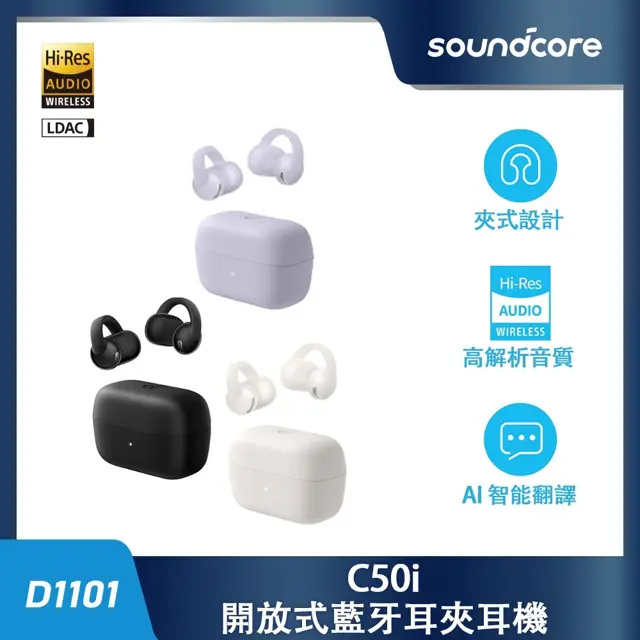 Hi-Res
AUDIO
WIRELESS
LDAC
soundcore
夾式設計
Hi-Res
AUDIO
WIRELESS
高解析音質
AI 智能翻譯
D1101
C50i
開放式藍牙耳夾耳機